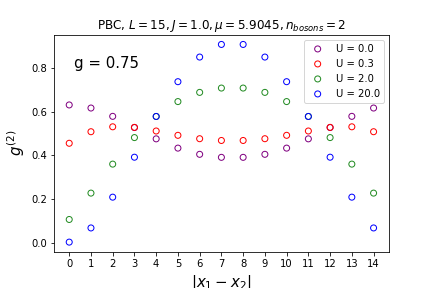 PBC, L = 15, J = 1.0, μ = 5.9045, n_bosons = 2
g = 0.75
U = 0.0
U = 0.3
U = 2.0
U = 20.0
0.8
0.6
0.4
0.2
0.0
g^(2)
0 1 2 3 4 5 6 7 8 9 10 11 12 13 14
|x₁ − x₂|